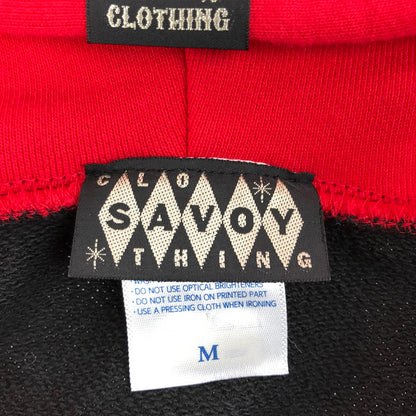 CLOTHING
CLO
SAVOY
THING
• DO NOT USE OPTICAL BRIGHTENERS
• DO NOT USE IRON ON PRINTED PART
• USE A PRESSING CLOTH WHEN IRONING
M